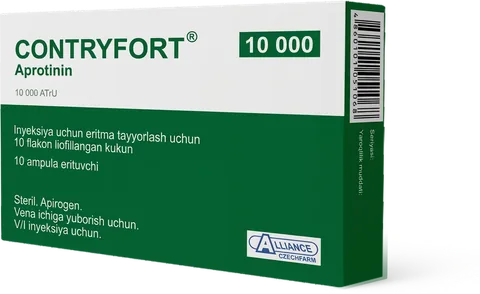 CONTRYFORT®
10 000
Aprotinin
10 000 ATrU
Inyeksiya uchun eritma tayyorlash uchun
10 flakon liofillangan kukun
10 ampula erituvchi
Steril. Apirogen.
Vena ichiga yuborish uchun.
V/I inyeksiya uchun.
ALLIANCE
CZECHFARM
Seriyasi:
Yaroqlilik muddati: